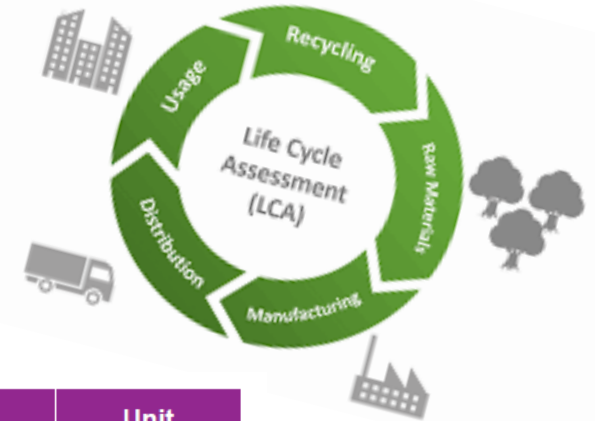 Recycling
Usage
Life Cycle
Assessment
(LCA)
Raw Materials
Distribution
Manufacturing
Unit